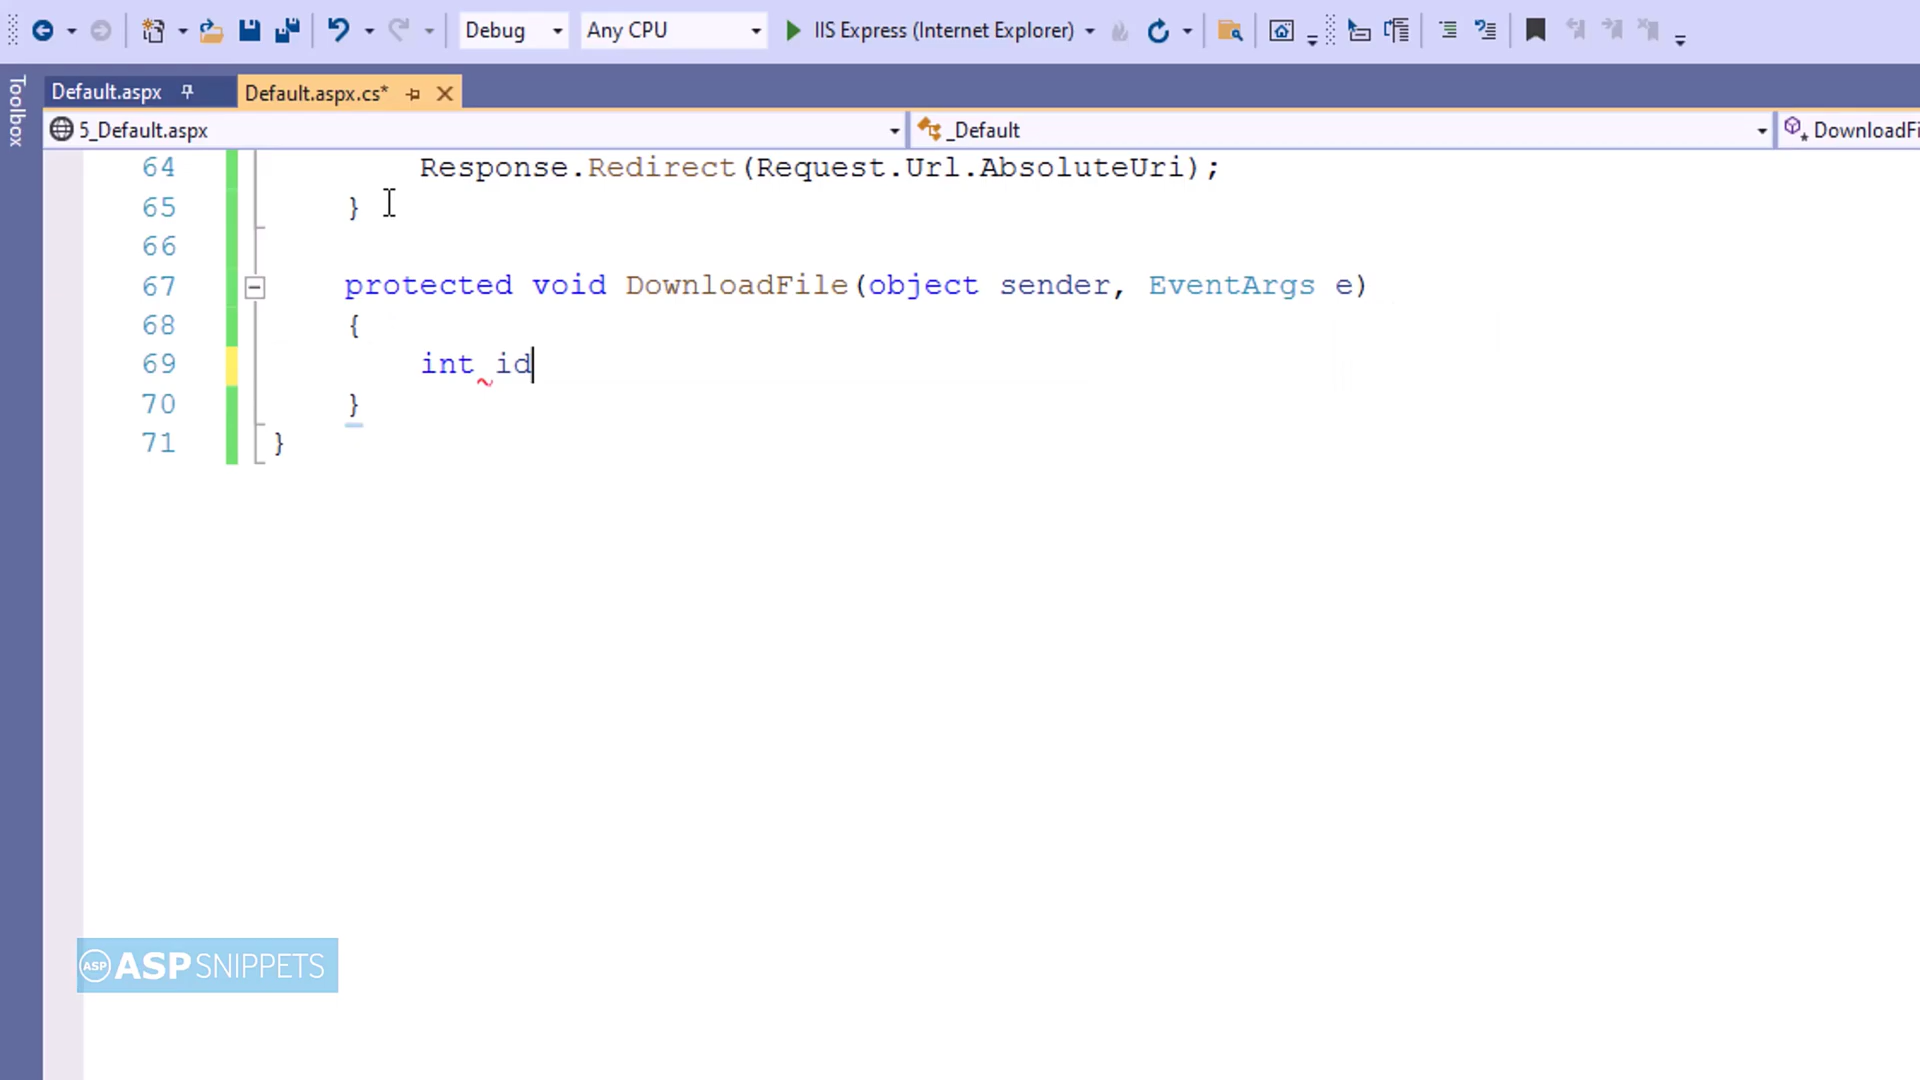 Debug Any CPU IIS Express (Internet Explorer)
Toolbox
Default.aspx Default.aspx.cs*
5_Default.aspx _Default DownloadFi
64 Response.Redirect(Request.Url.AbsoluteUri);
65 }
66
67 protected void DownloadFile(object sender, EventArgs e)
68 {
69 int id
70 }
71 }
ASP ASPSNIPPETS